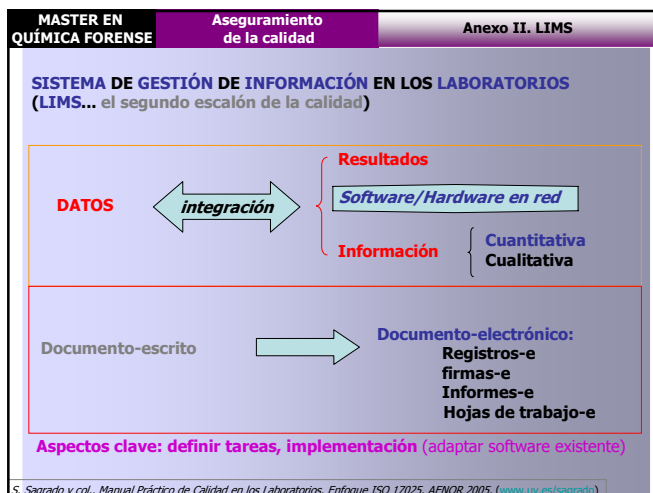 MASTER EN
QUÍMICA FORENSE
Aseguramiento
de la calidad
Anexo II. LIMS
SISTEMA DE GESTIÓN DE INFORMACIÓN EN LOS LABORATORIOS
(LIMS... el segundo escalón de la calidad)
Resultados
DATOS
integración
Software/Hardware en red
Información
Cuantitativa
Cualitativa
Documento-escrito
Documento-electrónico:
Registros-e
firmas-e
Informes-e
Hojas de trabajo-e
Aspectos clave: definir tareas, implementación (adaptar software existente)
S. Sagrado y col., Manual Práctico de Calidad en los Laboratorios. Enfoque ISO 17025. AENOR 2005. (www.uv.es/sagrado)